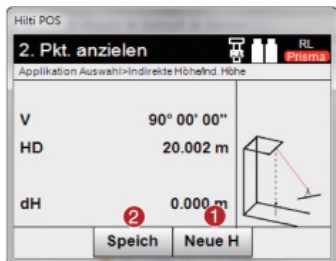 Hilti POS
2. Pkt. anzielen
RL
Prisma
Applikation Auswahl>Indirekte Höhe/Ind. Höhe
V 90° 00' 00"
HD 20.002 m
dH 0.000 m
2 1
Speich Neue H